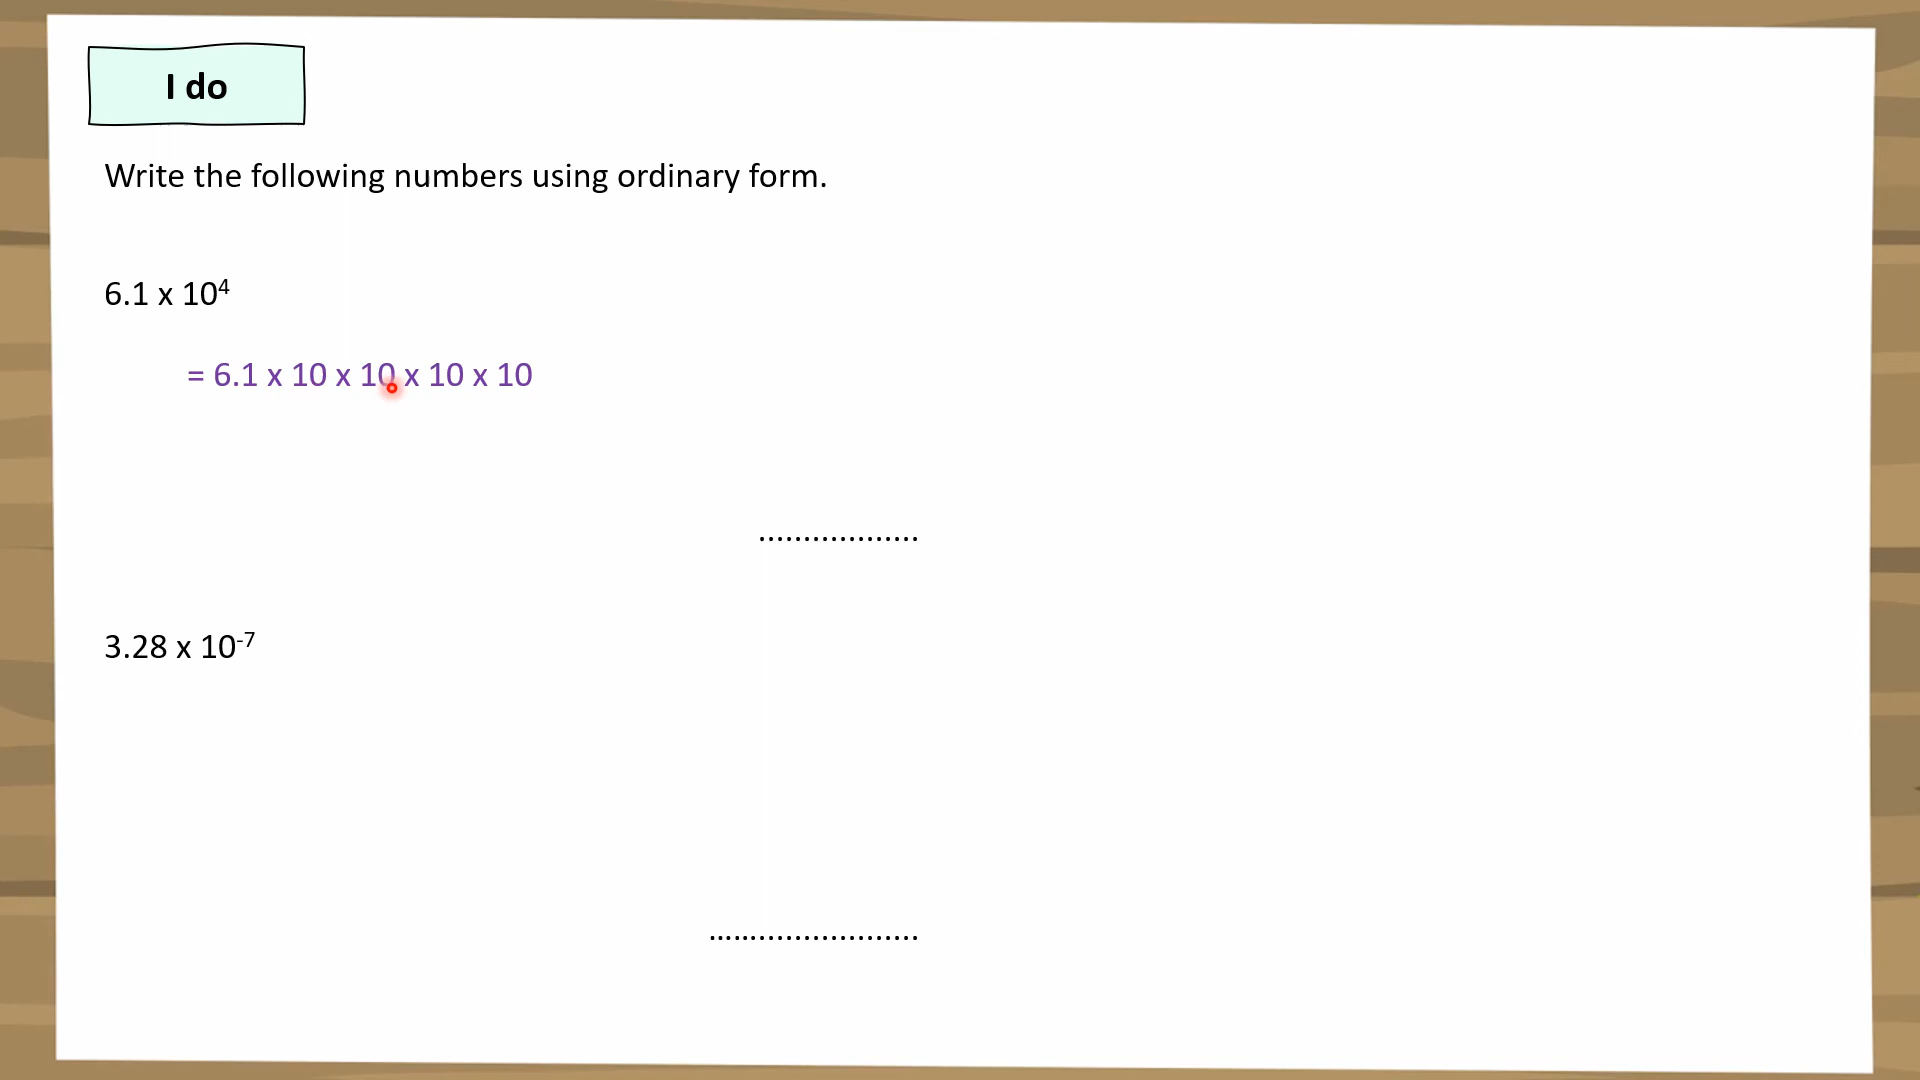 I do
Write the following numbers using ordinary form.
6.1 x 10⁴
= 6.1 x 10 x 10 x 10 x 10
..................
3.28 x 10⁻⁷
.......................